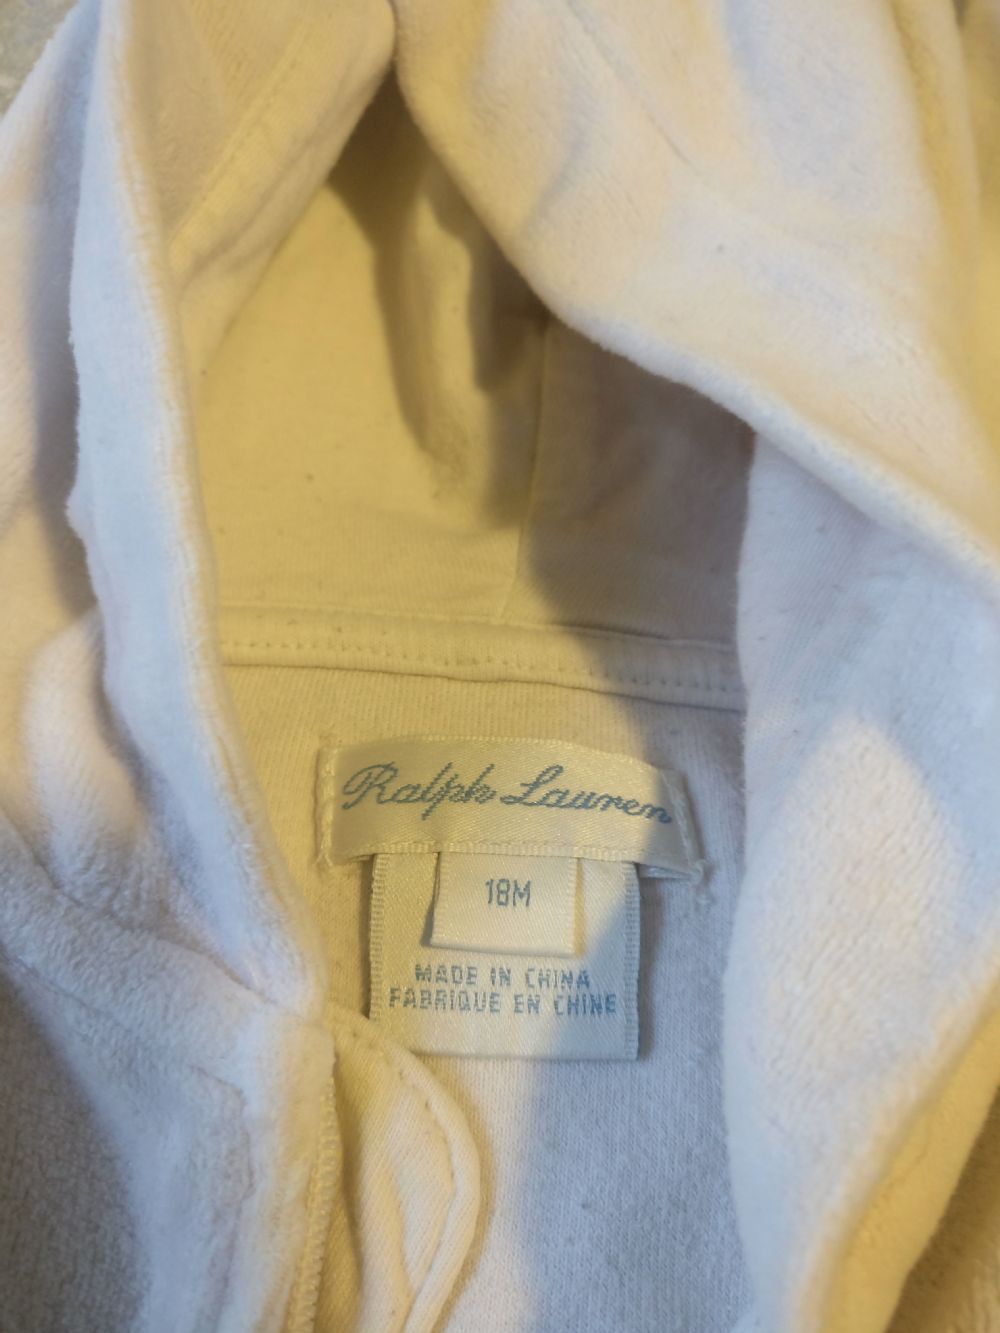 Ralph Lauren
18M
MADE IN CHINA
FABRIQUE EN CHINE